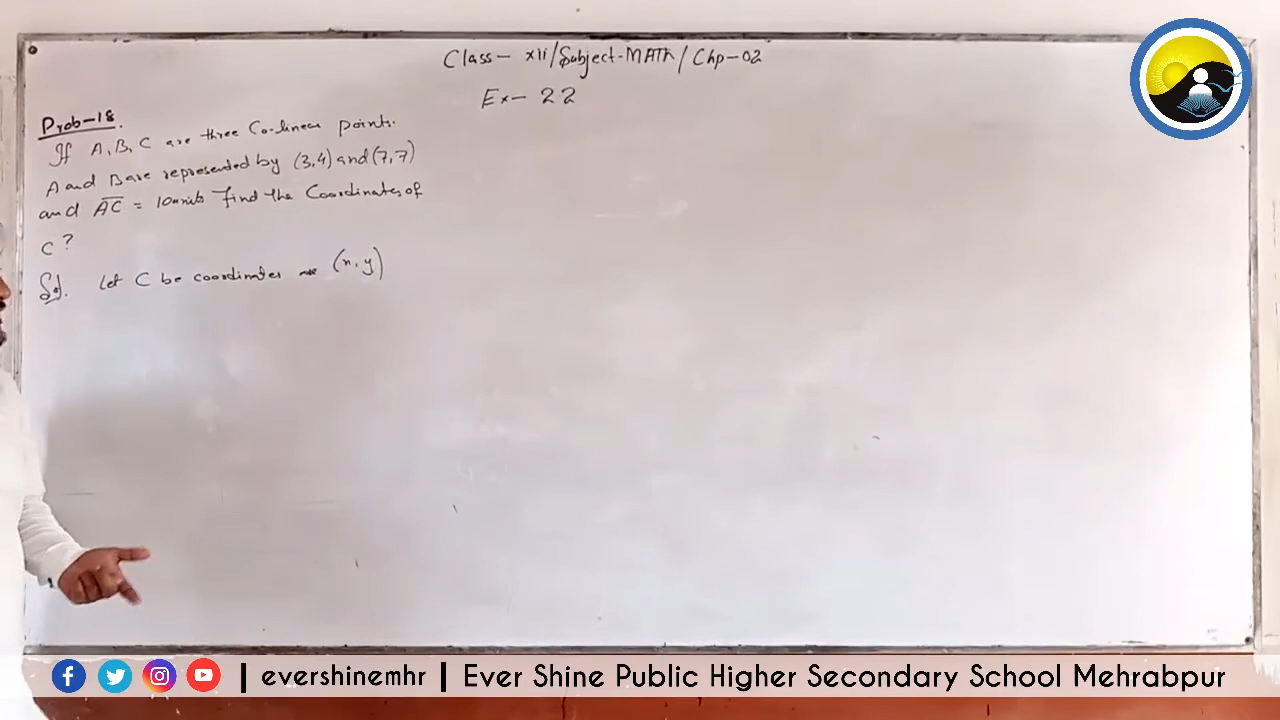 Class- XII/Subject-MATH/Chp-02
Ex- 22
Prob-18.
If A, B, C are three Co-linear points.
A and B are represented by (3,4) and (7,7)
and AC = 10units find the Coordinates of
C?
Sol. Let C be coordinates are (x, y)
| evershinemhr | Ever Shine Public Higher Secondary School Mehrabpur